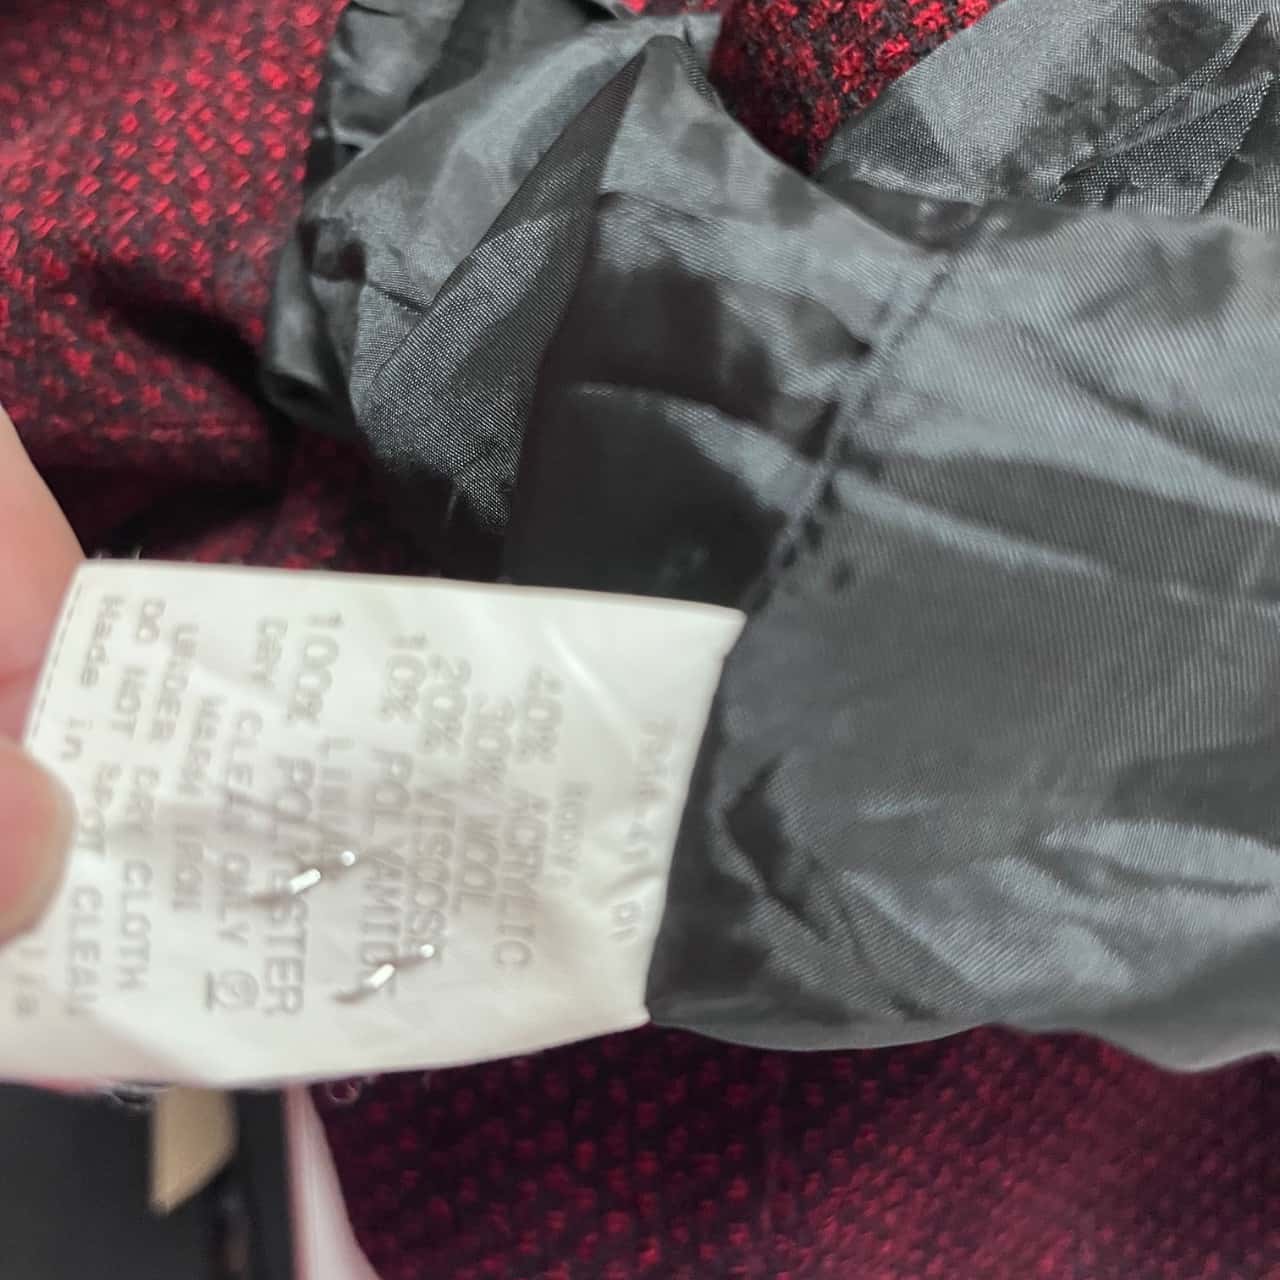 BODY:
40% ACRYLIC
30% WOOL
20% VISCOSE
10% POLYAMIDE
LINING
100% POLYESTER
DRY CLEAN ONLY Ⓟ
WARM IRON
UNDER DRY CLOTH
DO NOT SPOT CLEAN
Made in